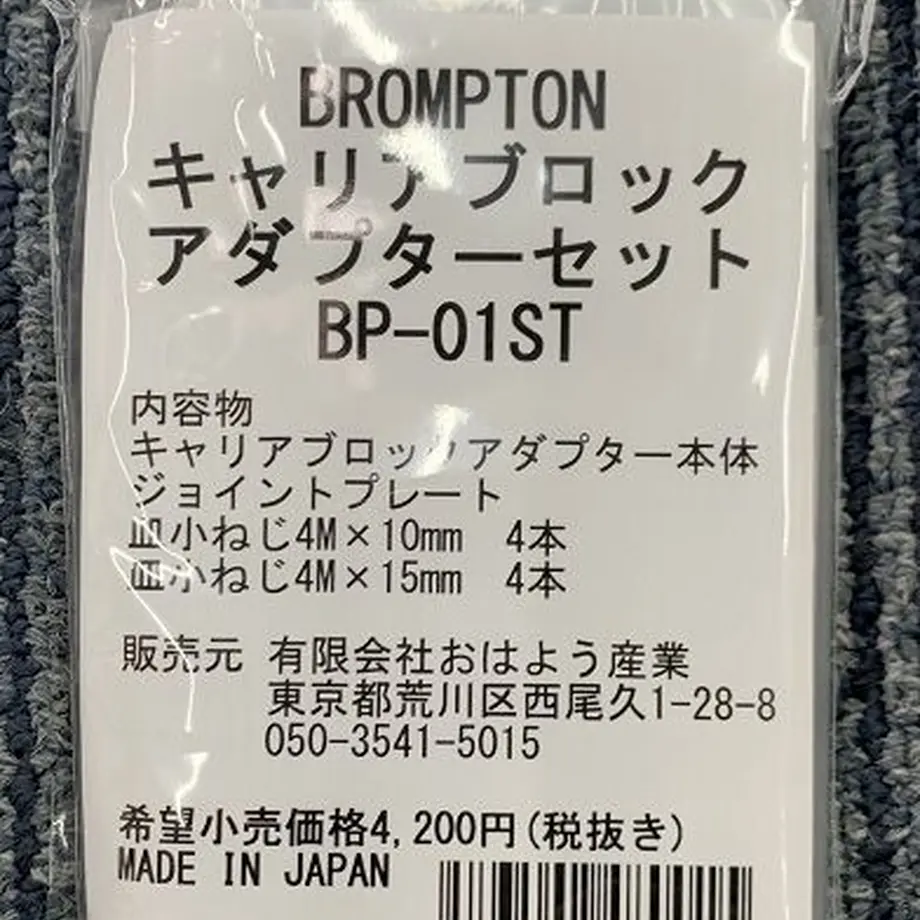 BROMPTON
キャリアブロック
アダプターセット
BP-01ST
内容物
キャリアブロックアダプター本体
ジョイントプレート
皿小ねじ4M×10mm 4本
皿小ねじ4M×15mm 4本
販売元 有限会社おはよう産業
東京都荒川区西尾久1-28-8
050-3541-5015
希望小売価格4,200円(税抜き)
MADE IN JAPAN